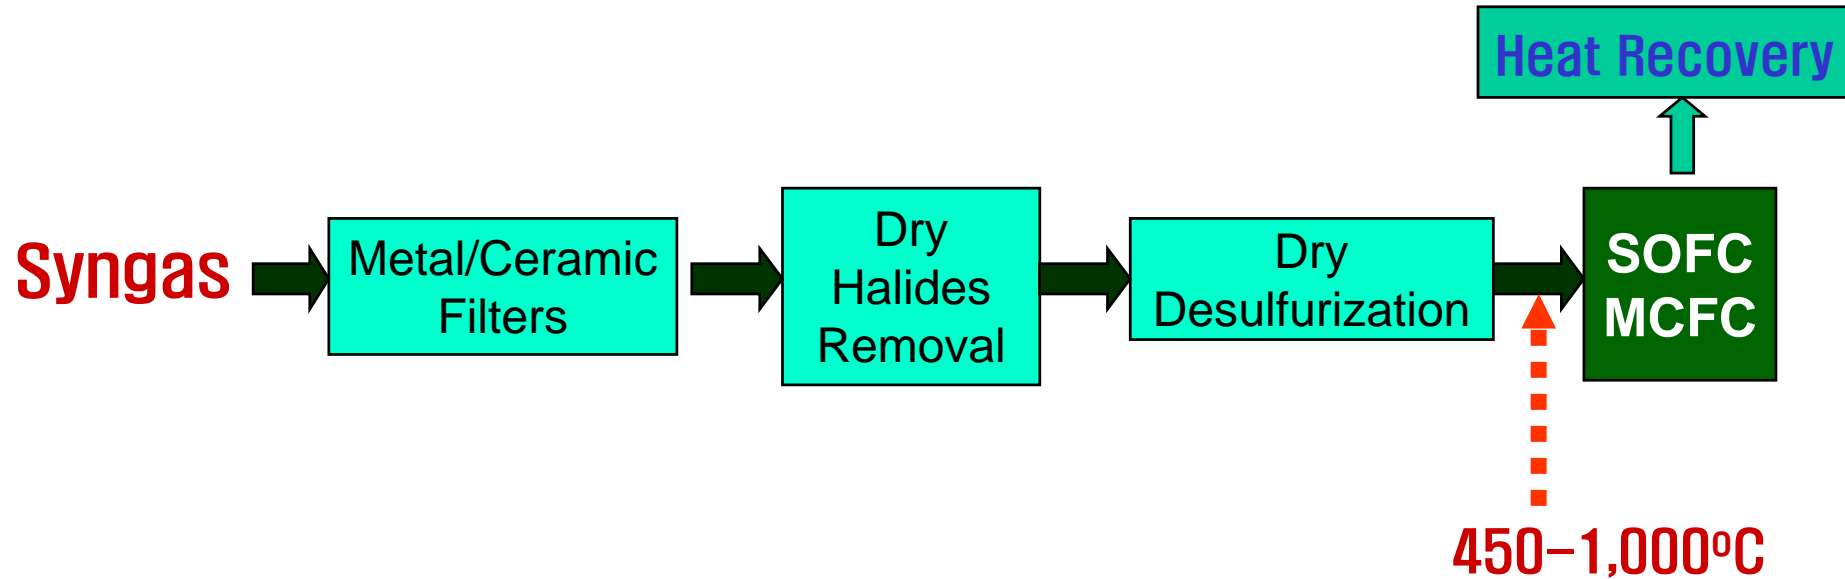 Heat Recovery
Syngas
Metal/Ceramic
Filters
Dry
Halides
Removal
Dry
Desulfurization
SOFC
MCFC
450-1,000ºC